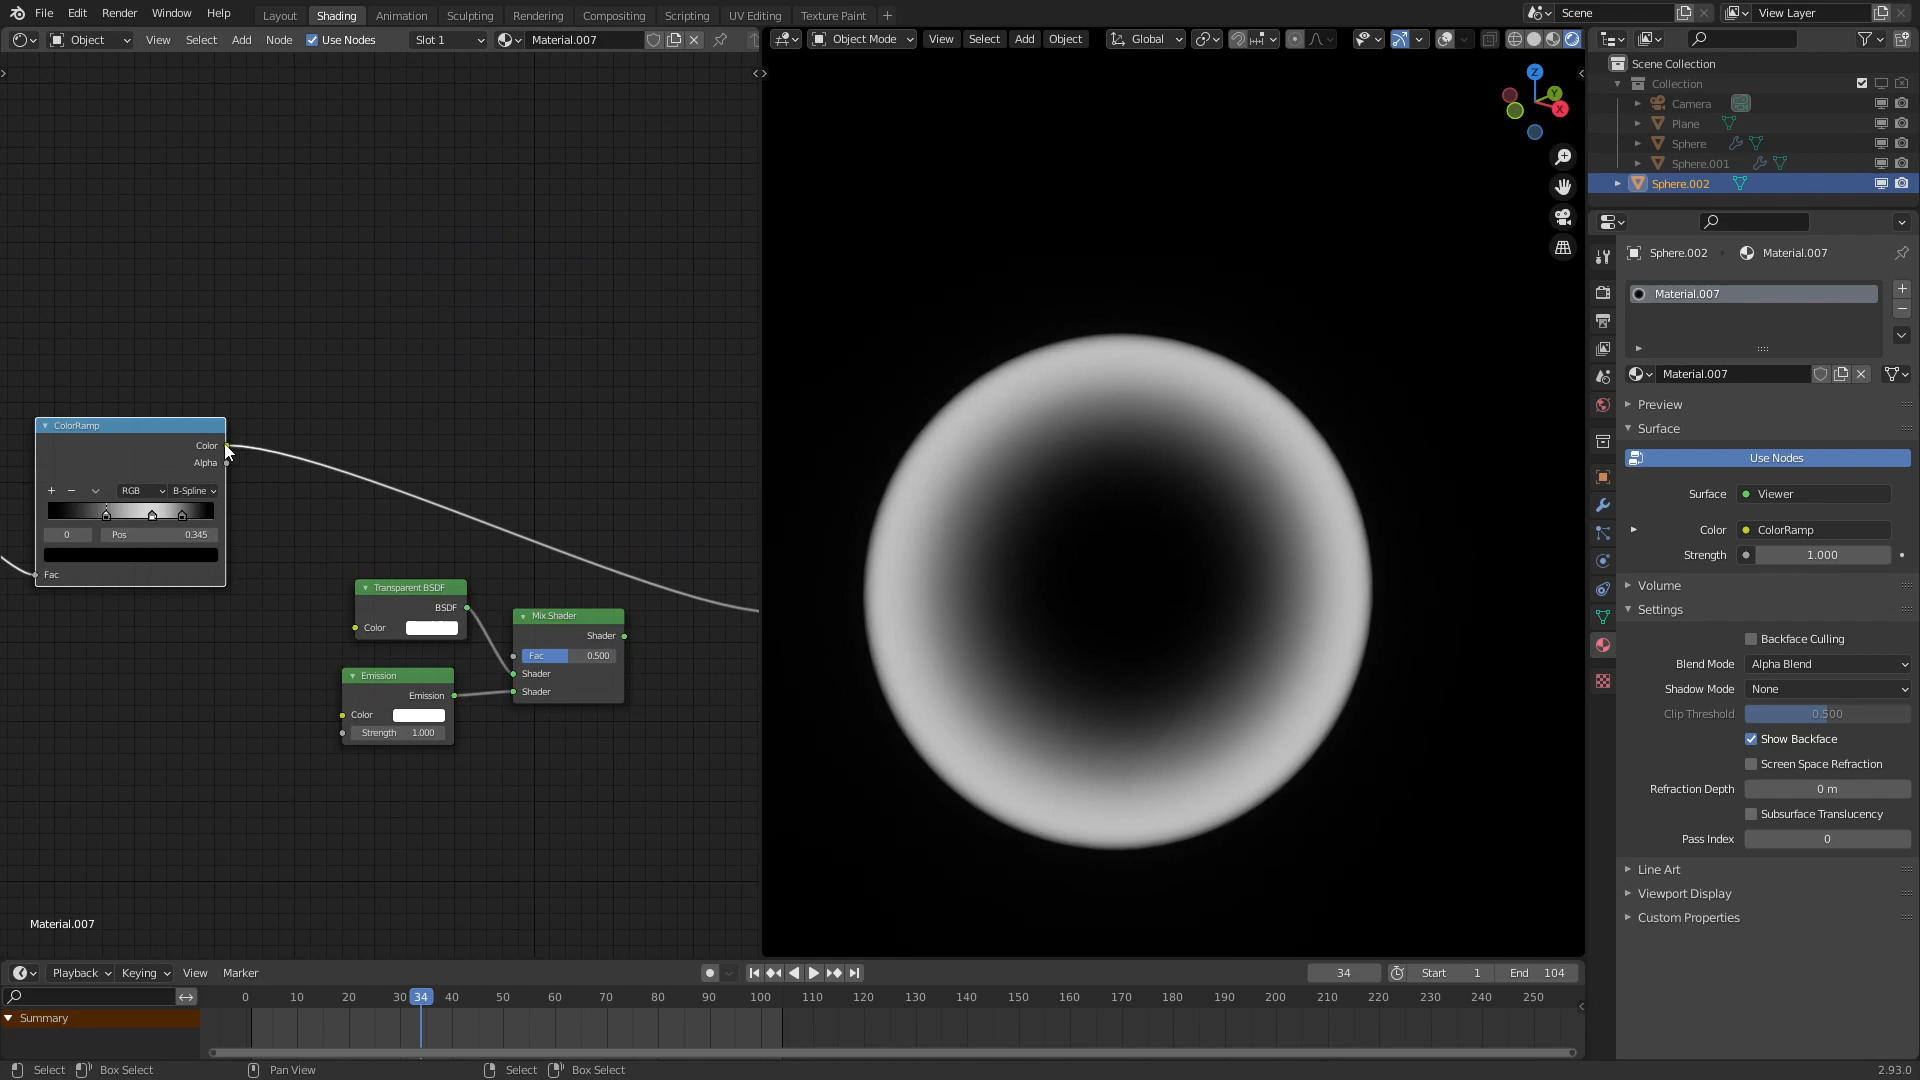 File Edit Render Window Help Layout Shading Animation Sculpting Rendering Compositing Scripting UV Editing Texture Paint + Scene View Layer
Object View Select Add Node Use Nodes Slot 1 Material.007 Object Mode View Select Add Object Global
Scene Collection
Collection
Camera
Plane
Sphere
Sphere.001
Sphere.002
Z
Y
X
Sphere.002 Material.007
Material.007
Material.007
Preview
Surface
Use Nodes
Surface Viewer
Color ColorRamp
Strength 1.000
Volume
Settings
Backface Culling
Blend Mode Alpha Blend
Shadow Mode None
Clip Threshold 0.500
Show Backface
Screen Space Refraction
Refraction Depth 0 m
Subsurface Translucency
Pass Index 0
Line Art
Viewport Display
Custom Properties
ColorRamp
Color
Alpha
RGB B-Spline
0 Pos 0.345
Fac
Transparent BSDF
BSDF
Color
Mix Shader
Shader
Fac 0.500
Shader
Shader
Emission
Emission
Color
Strength 1.000
Material.007
Playback Keying View Marker 34 Start 1 End 104
0 10 20 30 34 40 50 60 70 80 90 100 110 120 130 140 150 160 170 180 190 200 210 220 230 240 250
Summary
Select Box Select Pan View Select Box Select 2.93.0